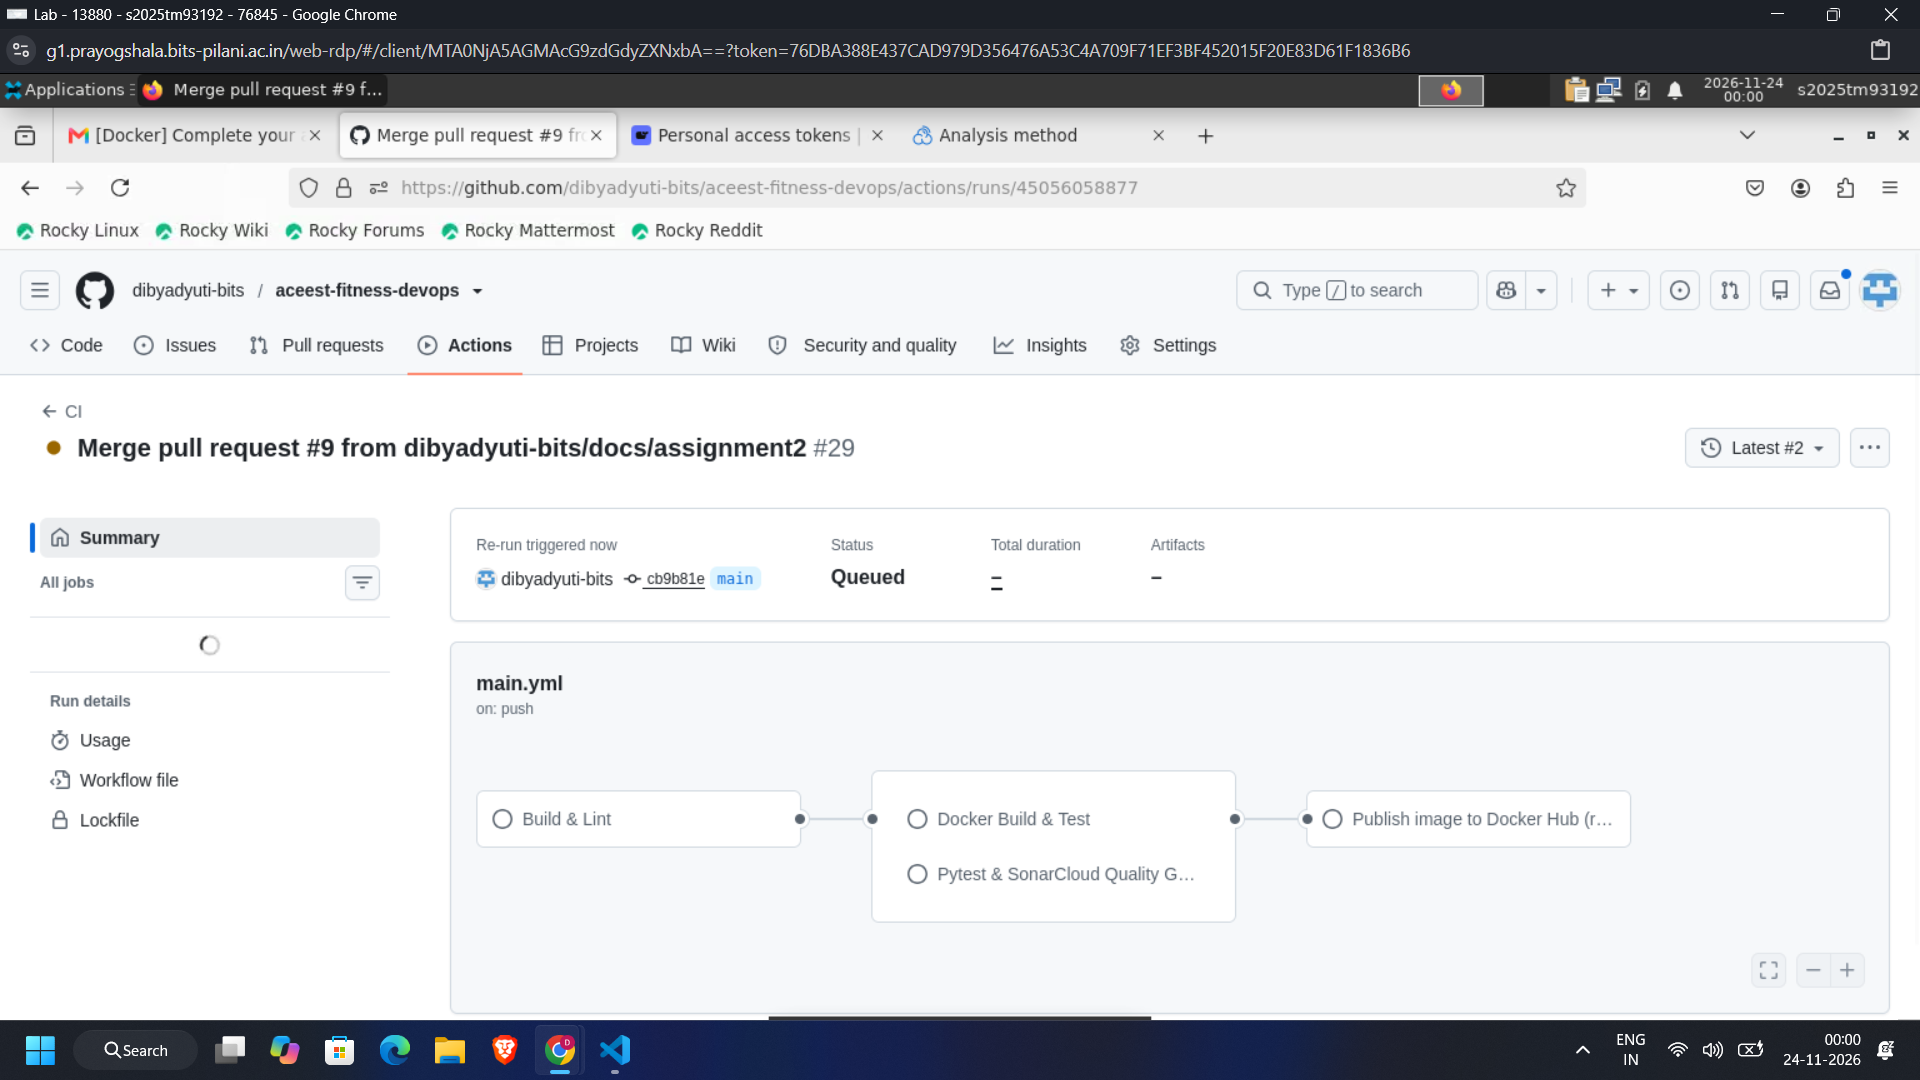 Lab - 13880 - s2025tm93192 - 76845 - Google Chrome
g1.prayogshala.bits-pilani.ac.in/web-rdp/#/client/MTA0NjA5AGMAcG9zdGdyZXNxbA==?token=76DBA388E437CAD979D356476A53C4A709F71EF3BF452015F20E83D61F1836B6
Applications
Merge pull request #9 f...
2026-11-24
00:00
s2025tm93192
[Docker] Complete your
Merge pull request #9 fr
Personal access tokens |
Analysis method
https://github.com/dibyadyuti-bits/aceest-fitness-devops/actions/runs/45056058877
Rocky Linux
Rocky Wiki
Rocky Forums
Rocky Mattermost
Rocky Reddit
dibyadyuti-bits / aceest-fitness-devops
Type / to search
Code
Issues
Pull requests
Actions
Projects
Wiki
Security and quality
Insights
Settings
CI
Merge pull request #9 from dibyadyuti-bits/docs/assignment2 #29
Latest #2
Summary
All jobs
Run details
Usage
Workflow file
Lockfile
Re-run triggered now
dibyadyuti-bits cb9b81e main
Status
Queued
Total duration
–
Artifacts
–
main.yml
on: push
Build & Lint
Docker Build & Test
Pytest & SonarCloud Quality G...
Publish image to Docker Hub (r...
Search
ENG
IN
00:00
24-11-2026